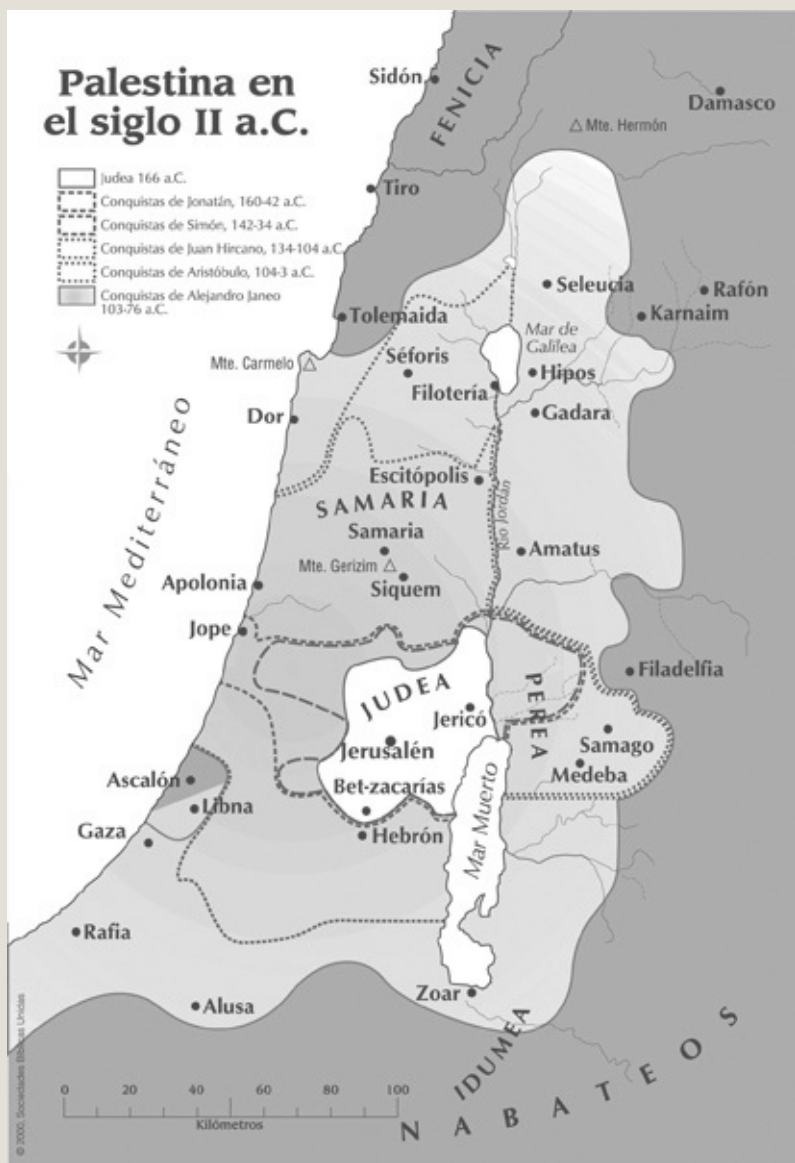 Palestina en
el siglo II a.C.
Judea 166 a.C.
Conquistas de Jonatán, 160-42 a.C.
Conquistas de Simón, 142-34 a.C.
Conquistas de Juan Hircano, 134-104 a.C.
Conquistas de Aristóbulo, 104-3 a.C.
Conquistas de Alejandro Janeo
103-76 a.C.
Sidón
FENICIA
Damasco
Mte. Hermón
Tiro
Seleucia
Rafón
Karnaim
Tolemaida
Mar de
Galilea
Mte. Carmelo
Séforis
Hipos
Filotería
Gadara
Dor
Mar Mediterráneo
Escitópolis
SAMARIA
Río Jordán
Samaria
Amatus
Mte. Gerizim
Siquem
Apolonia
Jope
JUDEA
PEREA
Filadelfia
Jericó
Samago
Jerusalén
Medeba
Bet-zacarías
Ascalón
Libna
Hebrón
Gaza
Mar Muerto
Rafia
Zoar
Alusa
IDUMEA
NABATEOS
0 20 40 60 80 100
Kilómetros
© 2000, Sociedades Bíblicas Unidas